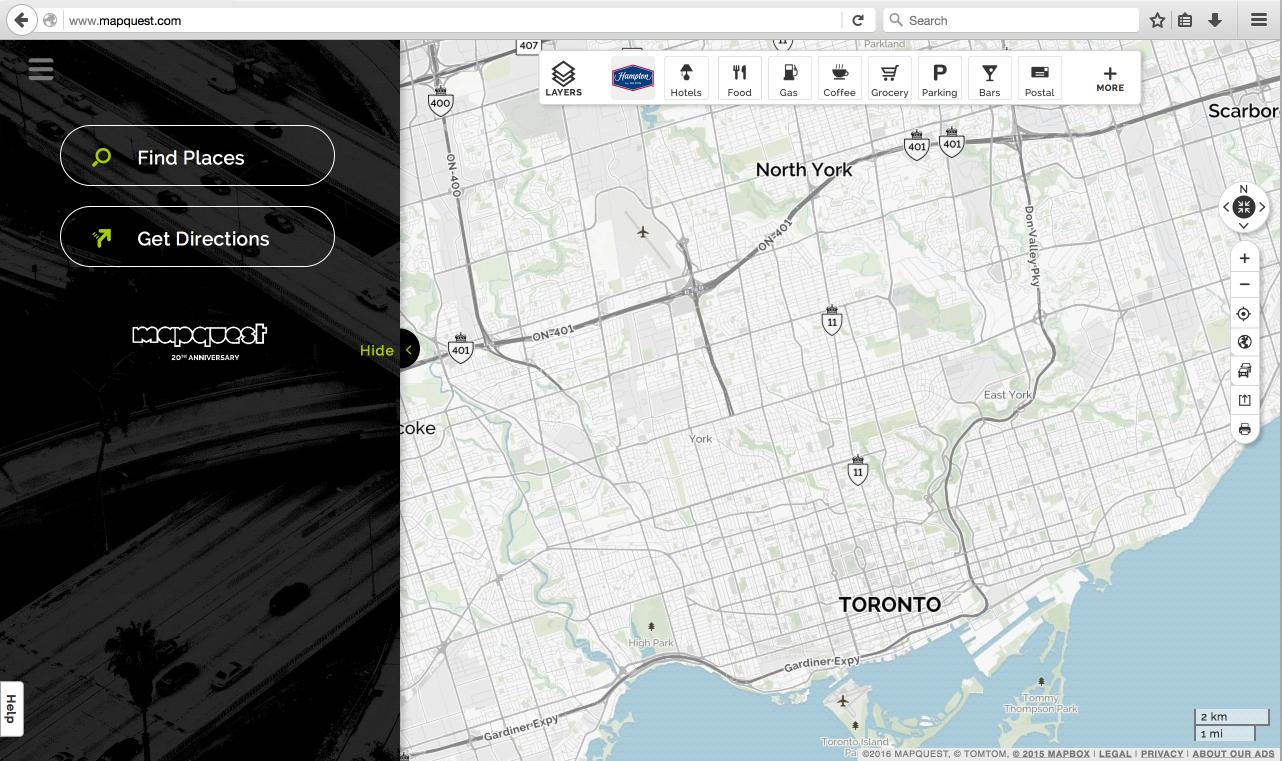 www.mapquest.com
Search
Find Places
Get Directions
mapquest
20TH ANNIVERSARY
Hide
Help
LAYERS
Hampton
Hotels
Food
Gas
Coffee
Grocery
Parking
Bars
Postal
MORE
407
11
Parkland
400
ON-400
401
401
Scarbor
North York
ON-401
Don Valley Pky
N
11
ON-401
401
East York
coke
York
11
TORONTO
High Park
Gardiner Expy
Gardiner Expy
Tommy
Thompson Park
Toronto Island
Pa
2 km
1 mi
©2016 MAPQUEST, © TOMTOM, © 2015 MAPBOX | LEGAL | PRIVACY | ABOUT OUR ADS